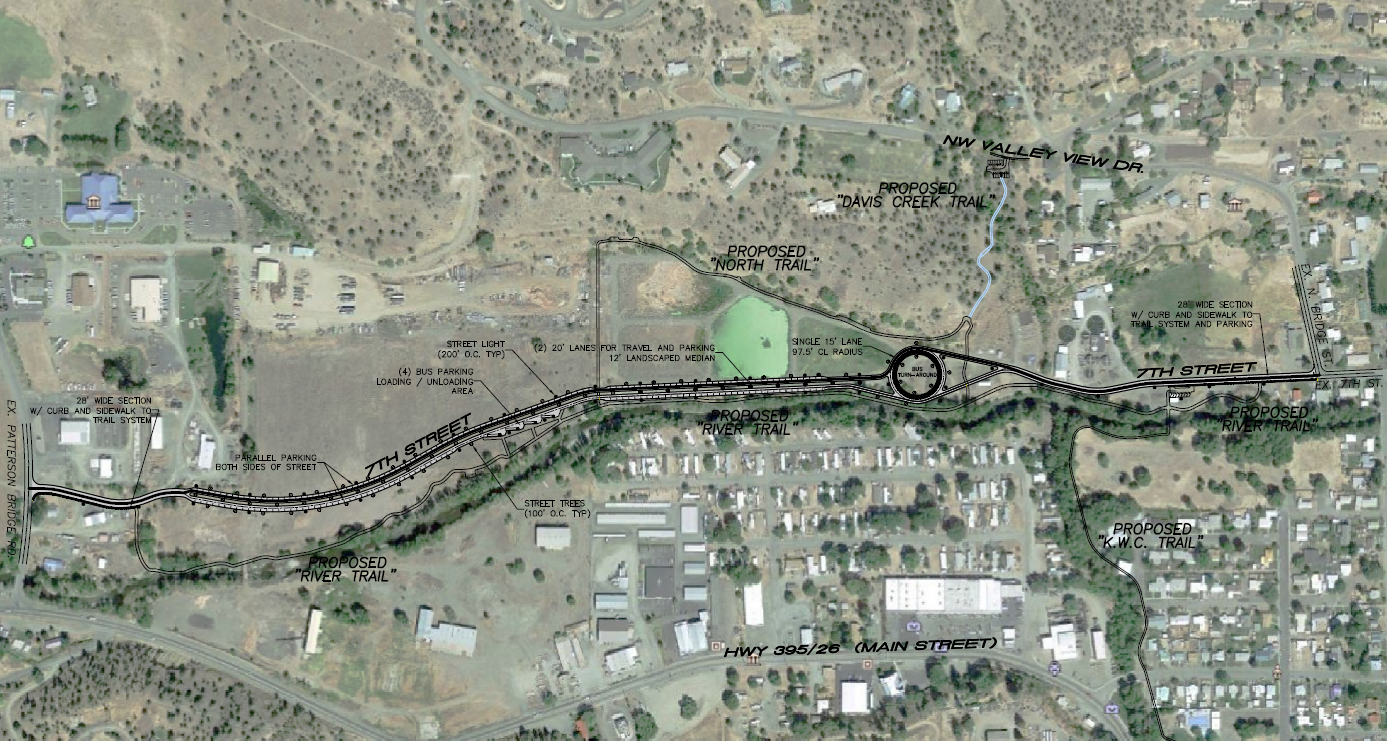 NW VALLEY VIEW DR.
PROPOSED
"DAVIS CREEK TRAIL"
PROPOSED
"NORTH TRAIL"
EX. N. BRIDGE ST.
28' WIDE SECTION
W/ CURB AND SIDEWALK TO
TRAIL SYSTEM AND PARKING
STREET LIGHT
(200' O.C. TYP)
(2) 20' LANES FOR TRAVEL AND PARKING
12' LANDSCAPED MEDIAN
SINGLE 15' LANE
97.5' CL RADIUS
BUS
TURN-AROUND
(4) BUS PARKING
LOADING / UNLOADING
AREA
7TH STREET
EX. 7TH ST.
28' WIDE SECTION
W/ CURB AND SIDEWALK TO
TRAIL SYSTEM
EX. PATTERSON BRIDGE RD.
7TH STREET
PROPOSED
"RIVER TRAIL"
PROPOSED
"RIVER TRAIL"
PARALLEL PARKING
BOTH SIDES OF STREET
STREET TREES
(100' O.C. TYP)
PROPOSED
"K.W.C. TRAIL"
PROPOSED
"RIVER TRAIL"
HWY 395/26 (MAIN STREET)